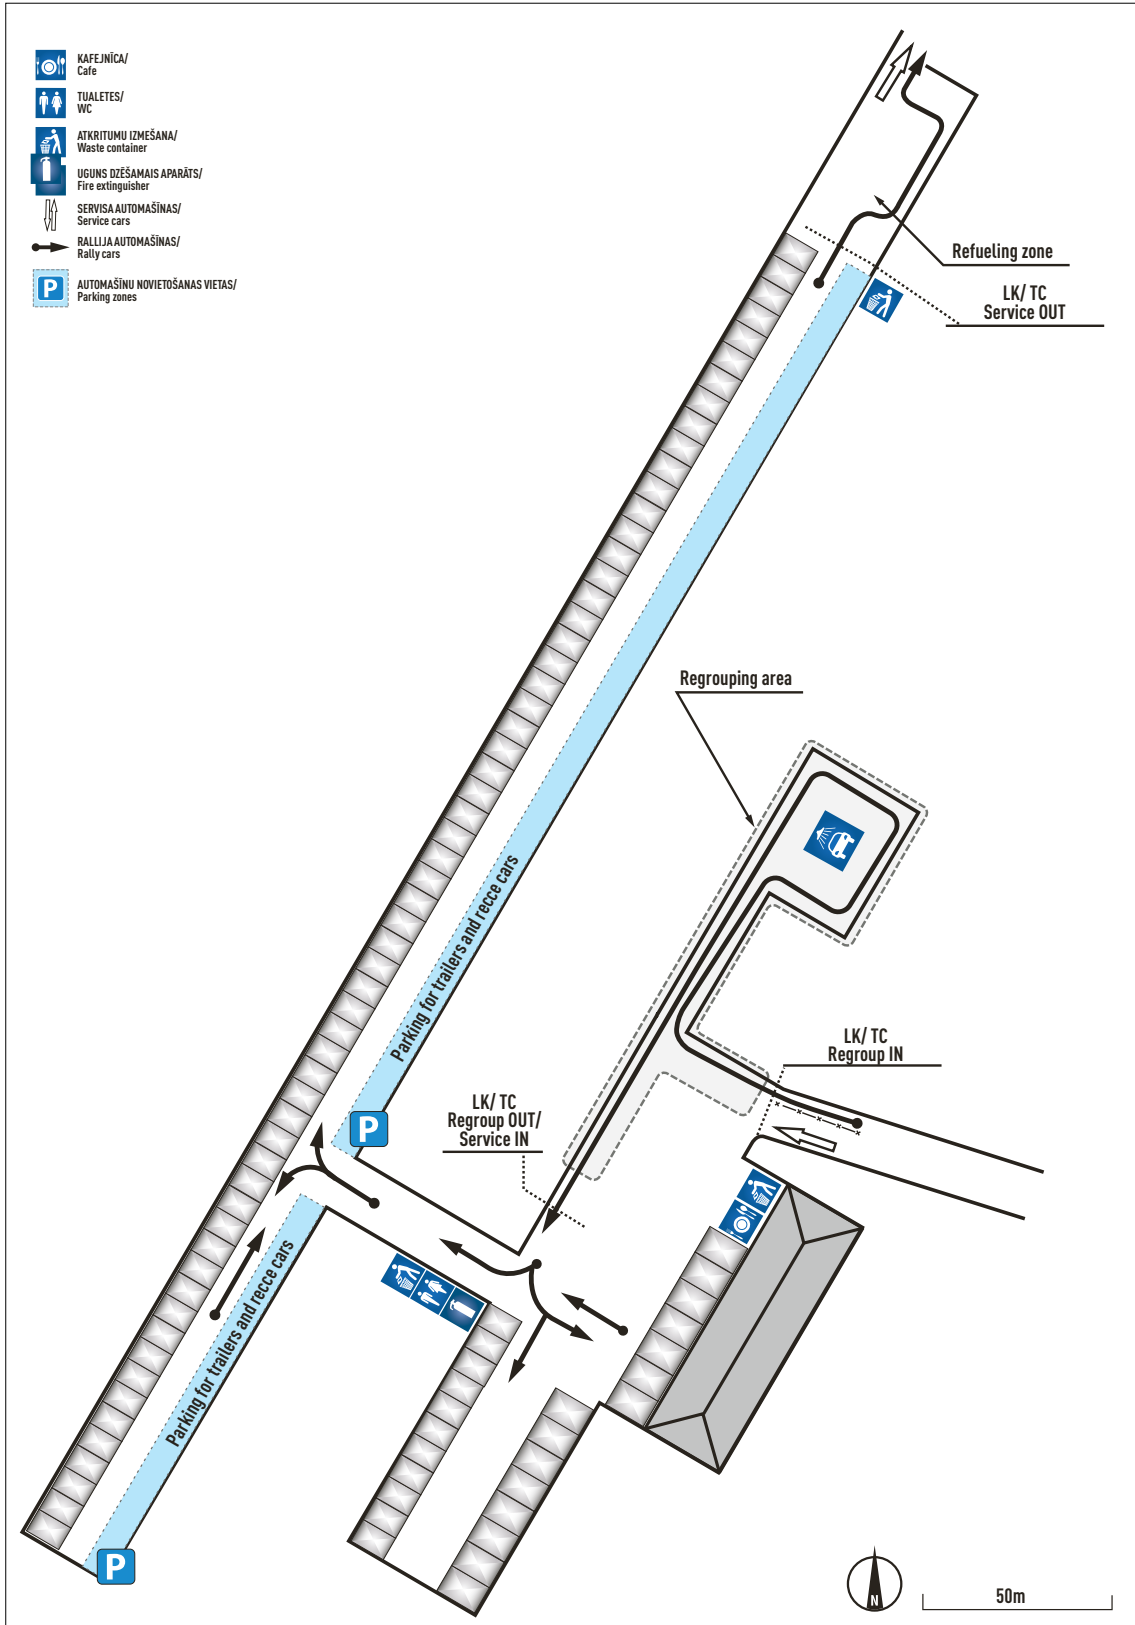 KAFEJNĪCA/
Cafe
TUALETES/
WC
ATKRITUMU IZMEŠANA/
Waste container
UGUNS DZĒŠAMAIS APARĀTS/
Fire extinguisher
SERVISA AUTOMAŠĪNAS/
Service cars
RALLIJA AUTOMAŠĪNAS/
Rally cars
P
AUTOMAŠĪNU NOVIETOŠANAS VIETAS/
Parking zones
Refueling zone
LK/ TC
Service OUT
Regrouping area
Parking for trailers and recce cars
LK/ TC
Regroup IN
LK/ TC
Regroup OUT/
Service IN
P
Parking for trailers and recce cars
P
N
50m